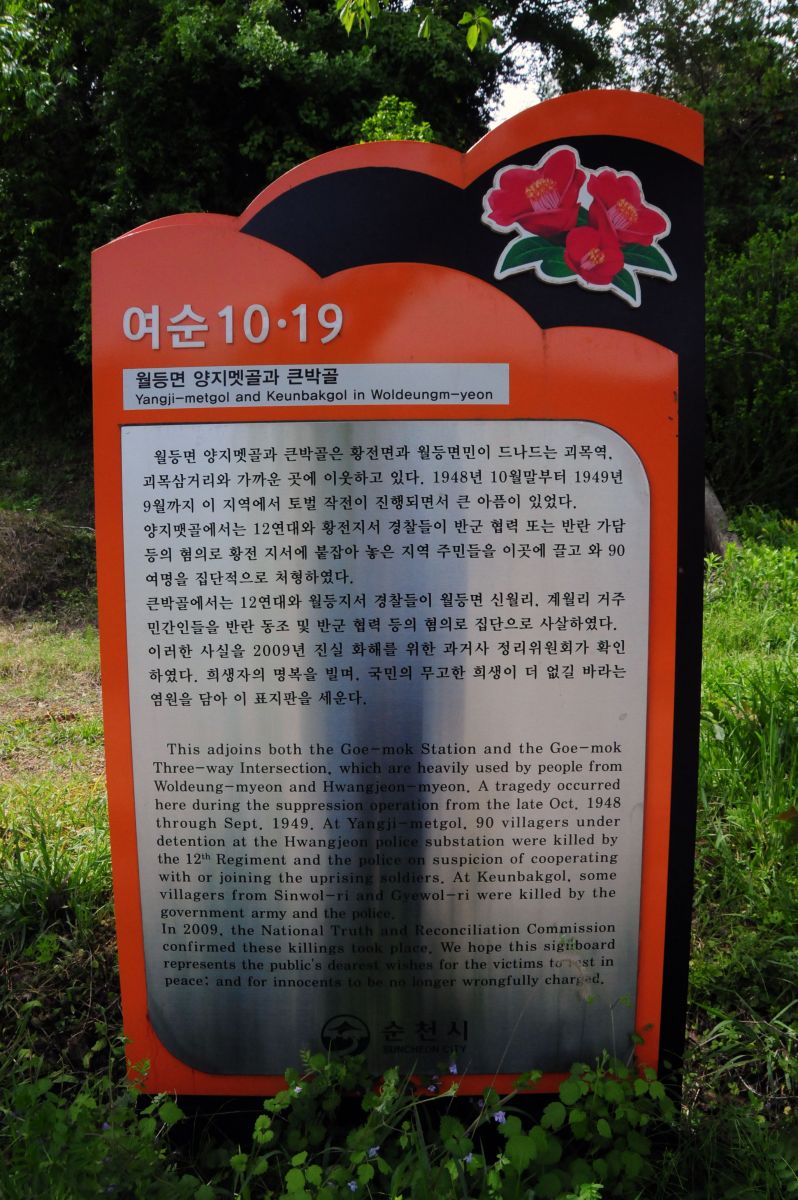 여순10·19
월등면 양지멧골과 큰박골
Yangji-metgol and Keunbakgol in Woldeungm-yeon
월등면 양지멧골과 큰박골은 황전면과 월등면민이 드나드는 괴목역,
괴목삼거리와 가까운 곳에 이웃하고 있다. 1948년 10월말부터 1949년
9월까지 이 지역에서 토벌 작전이 진행되면서 큰 아픔이 있었다.
양지맷골에서는 12연대와 황전지서 경찰들이 반군 협력 또는 반란 가담
등의 혐의로 황전 지서에 붙잡아 놓은 지역 주민들을 이곳에 끌고 와 90
여명을 집단적으로 처형하였다.
큰박골에서는 12연대와 월등지서 경찰들이 월등면 신월리, 계월리 거주
민간인들을 반란 동조 및 반군 협력 등의 혐의로 집단으로 사살하였다.
이러한 사실을 2009년 진실 화해를 위한 과거사 정리위원회가 확인
하였다. 희생자의 명복을 빌며, 국민의 무고한 희생이 더 없길 바라는
염원을 담아 이 표지판을 세운다.
This adjoins both the Goe-mok Station and the Goe-mok
Three-way Intersection, which are heavily used by people from
Woldeung-myeon and Hwangjeon-myeon. A tragedy occurred
here during the suppression operation from the late Oct. 1948
through Sept. 1949. At Yangji-metgol, 90 villagers under
detention at the Hwangjeon police substation were killed by
the 12th Regiment and the police on suspicion of cooperating
with or joining the uprising soldiers. At Keunbakgol, some
villagers from Sinwol-ri and Gyewol-ri were killed by the
government army and the police.
In 2009, the National Truth and Reconciliation Commission
confirmed these killings took place. We hope this signboard
represents the public's dearest wishes for the victims to rest in
peace; and for innocents to be no longer wrongfully charged.
순천시
SUNCHEON CITY